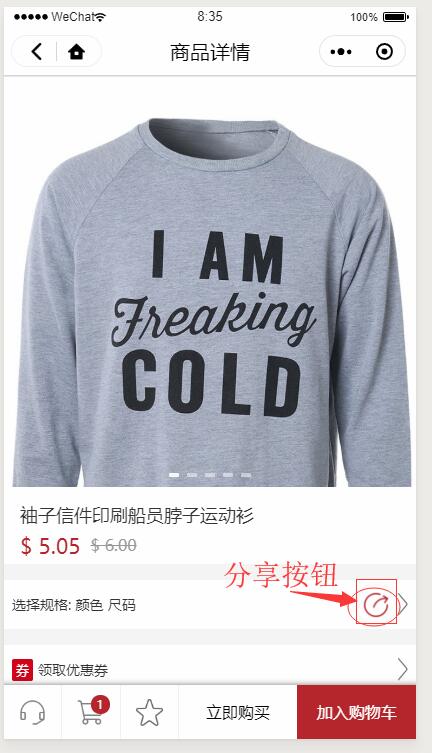 WeChat
8:35
100%
商品详情
I AM
Freaking
COLD
袖子信件印刷船员脖子运动衫
$ 5.05 $ 6.00
分享按钮
选择规格: 颜色 尺码
券 领取优惠券
1
立即购买
加入购物车